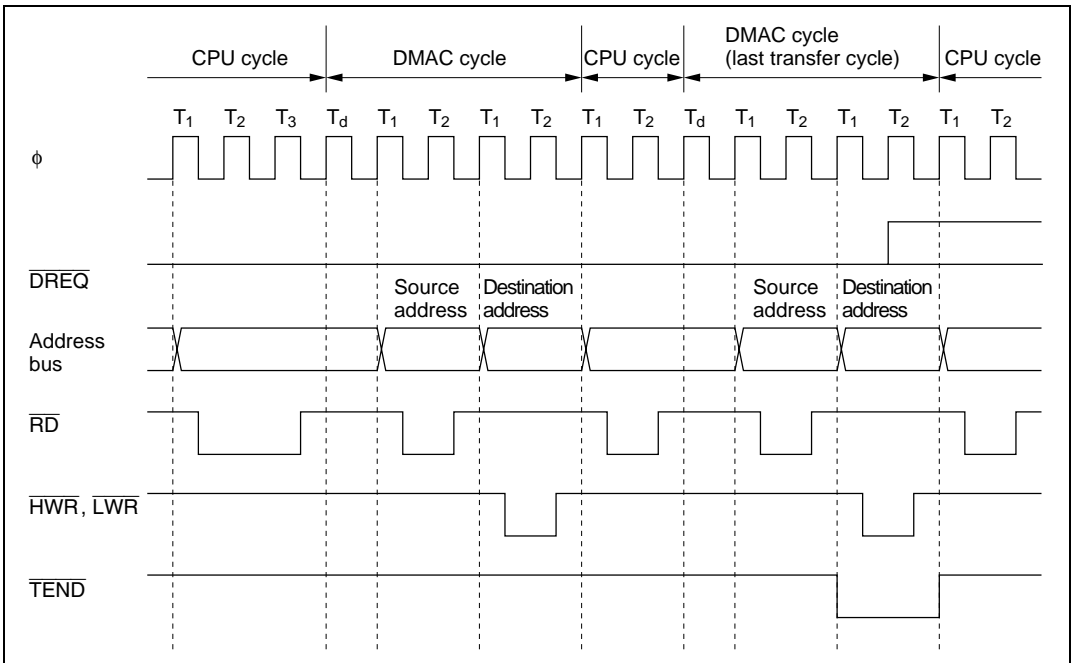 DMAC cycle
(last transfer cycle)
CPU cycle DMAC cycle CPU cycle CPU cycle
T1 T2 T3 Td T1 T2 T1 T2 T1 T2 Td T1 T2 T1 T2 T1 T2
φ
DREQ
Source address Destination address Source address Destination address
Address
bus
RD
HWR, LWR
TEND